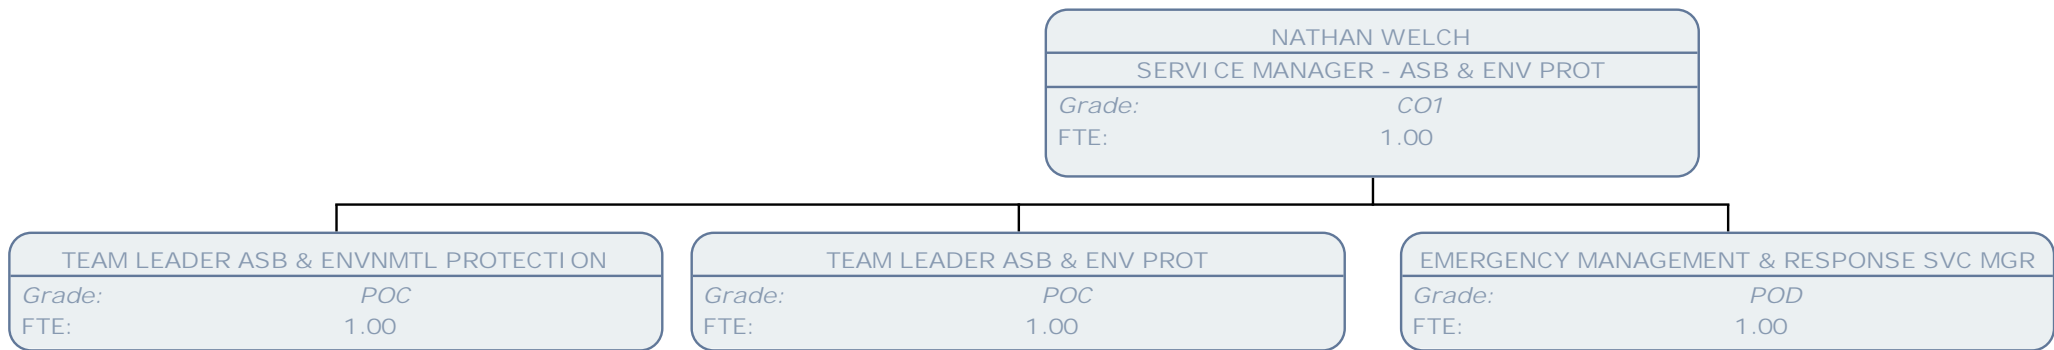 NATHAN WELCH
SERVICE MANAGER - ASB & ENV PROT
Grade: CO1
FTE: 1.00
TEAM LEADER ASB & ENVNMTL PROTECTION
Grade: POC
FTE: 1.00
TEAM LEADER ASB & ENV PROT
Grade: POC
FTE: 1.00
EMERGENCY MANAGEMENT & RESPONSE SVC MGR
Grade: POD
FTE: 1.00